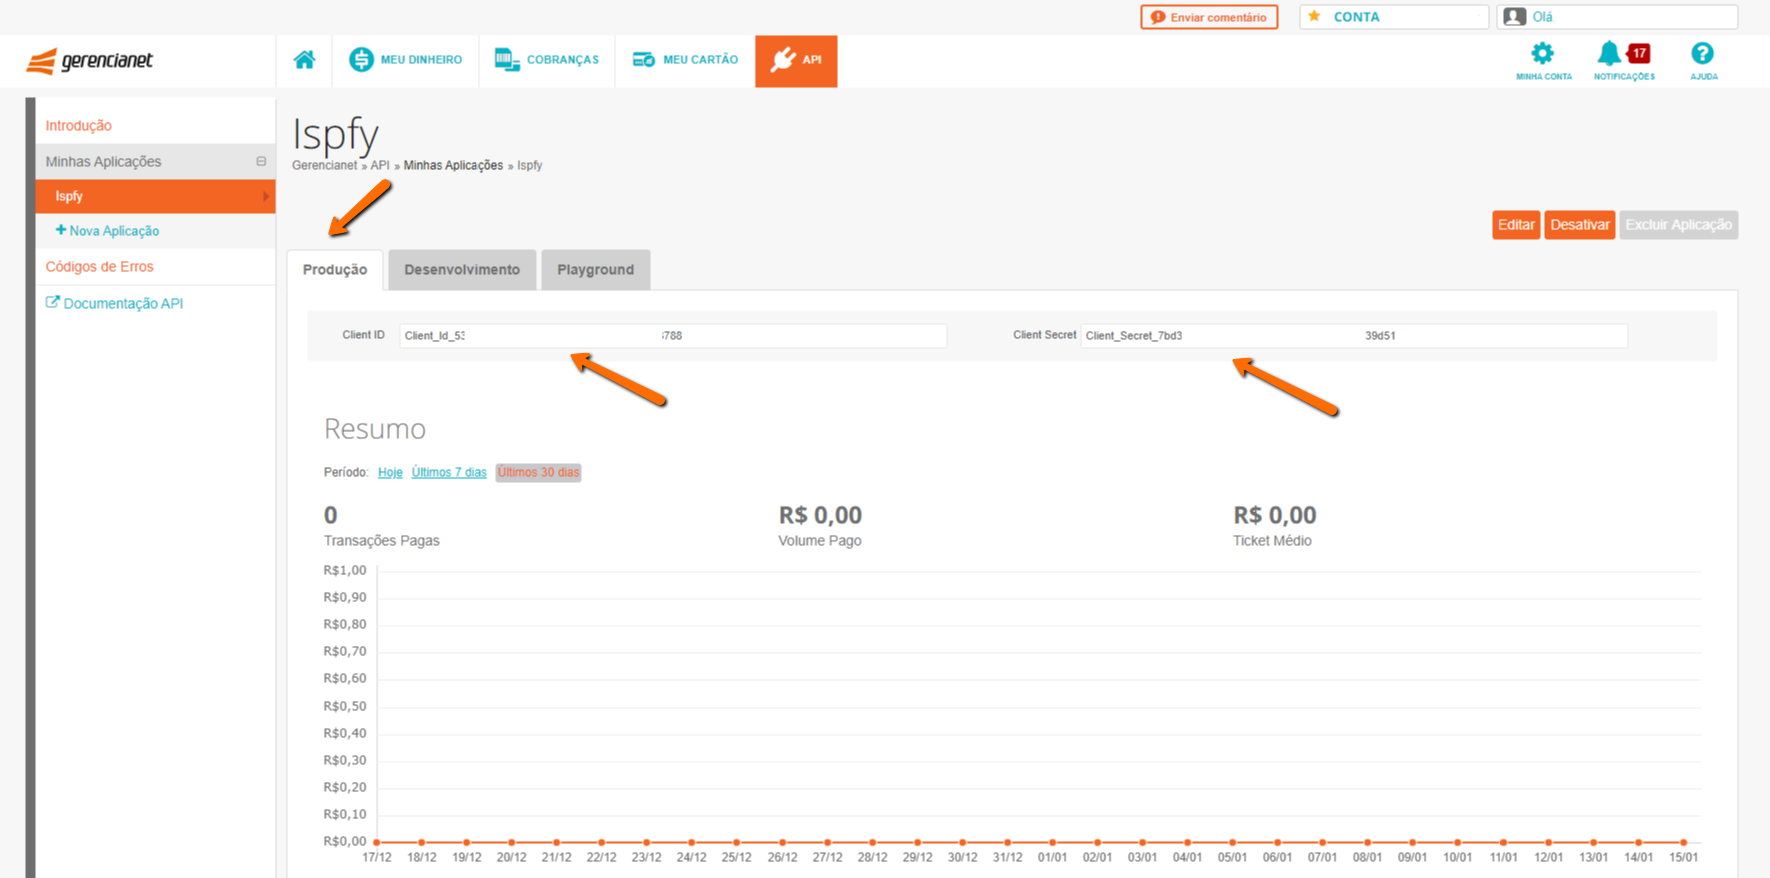 Enviar comentário
CONTA
Olá
gerencianet
MEU DINHEIRO
COBRANÇAS
MEU CARTÃO
API
MINHA CONTA
17
NOTIFICAÇÕES
AJUDA
Introdução
Minhas Aplicações
Ispfy
Nova Aplicação
Códigos de Erros
Documentação API
Ispfy
Gerencianet » API » Minhas Aplicações » Ispfy
Editar
Desativar
Excluir Aplicação
Produção
Desenvolvimento
Playground
Client ID
Client_Id_53 788
Client Secret
Client_Secret_7bd3 39d51
Resumo
Período: Hoje Últimos 7 dias Últimos 30 dias
0
Transações Pagas
R$ 0,00
Volume Pago
R$ 0,00
Ticket Médio
R$1,00
R$0,90
R$0,80
R$0,70
R$0,60
R$0,50
R$0,40
R$0,30
R$0,20
R$0,10
R$0,00
17/12 18/12 19/12 20/12 21/12 22/12 23/12 24/12 25/12 26/12 27/12 28/12 29/12 30/12 31/12 01/01 02/01 03/01 04/01 05/01 06/01 07/01 08/01 09/01 10/01 11/01 12/01 13/01 14/01 15/01